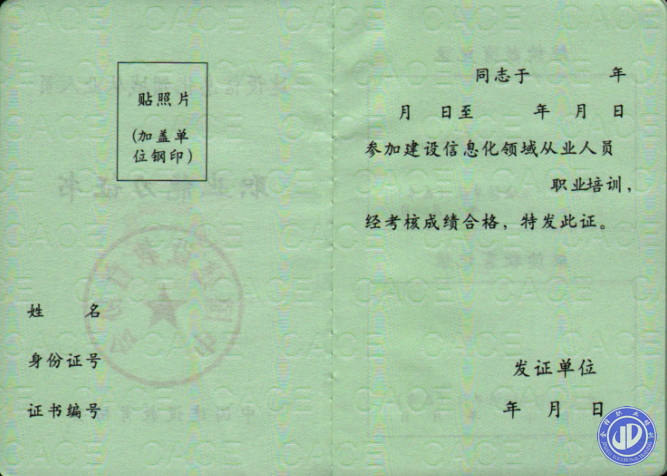 贴照片
(加盖单
位钢印)
姓 名
身份证号
证书编号
同志于 年
月 日至 年 月 日
参加建设信息化领域从业人员
职业培训,
经考核成绩合格,特发此证。
发证单位
年 月 日
CACE
JD